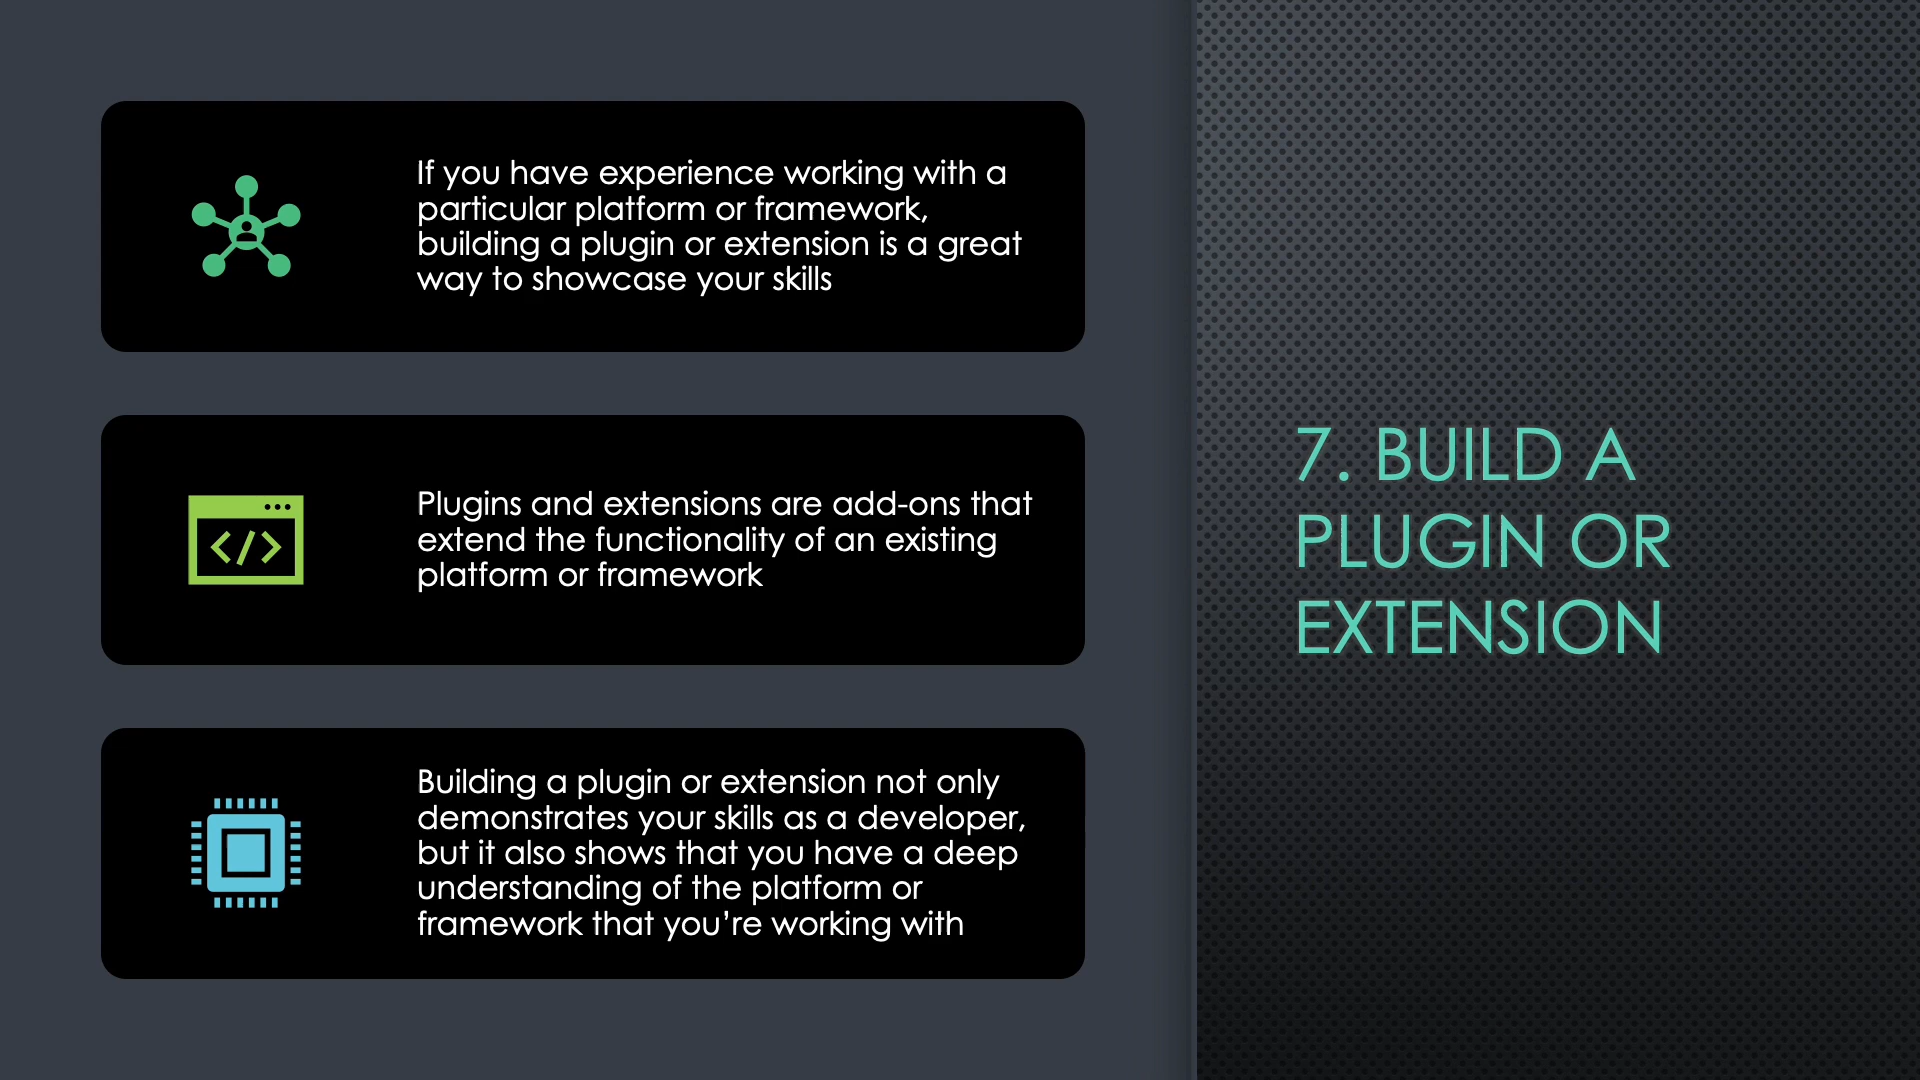 If you have experience working with a
particular platform or framework,
building a plugin or extension is a great
way to showcase your skills
Plugins and extensions are add-ons that
extend the functionality of an existing
platform or framework
Building a plugin or extension not only
demonstrates your skills as a developer,
but it also shows that you have a deep
understanding of the platform or
framework that you’re working with
7. BUILD A
PLUGIN OR
EXTENSION